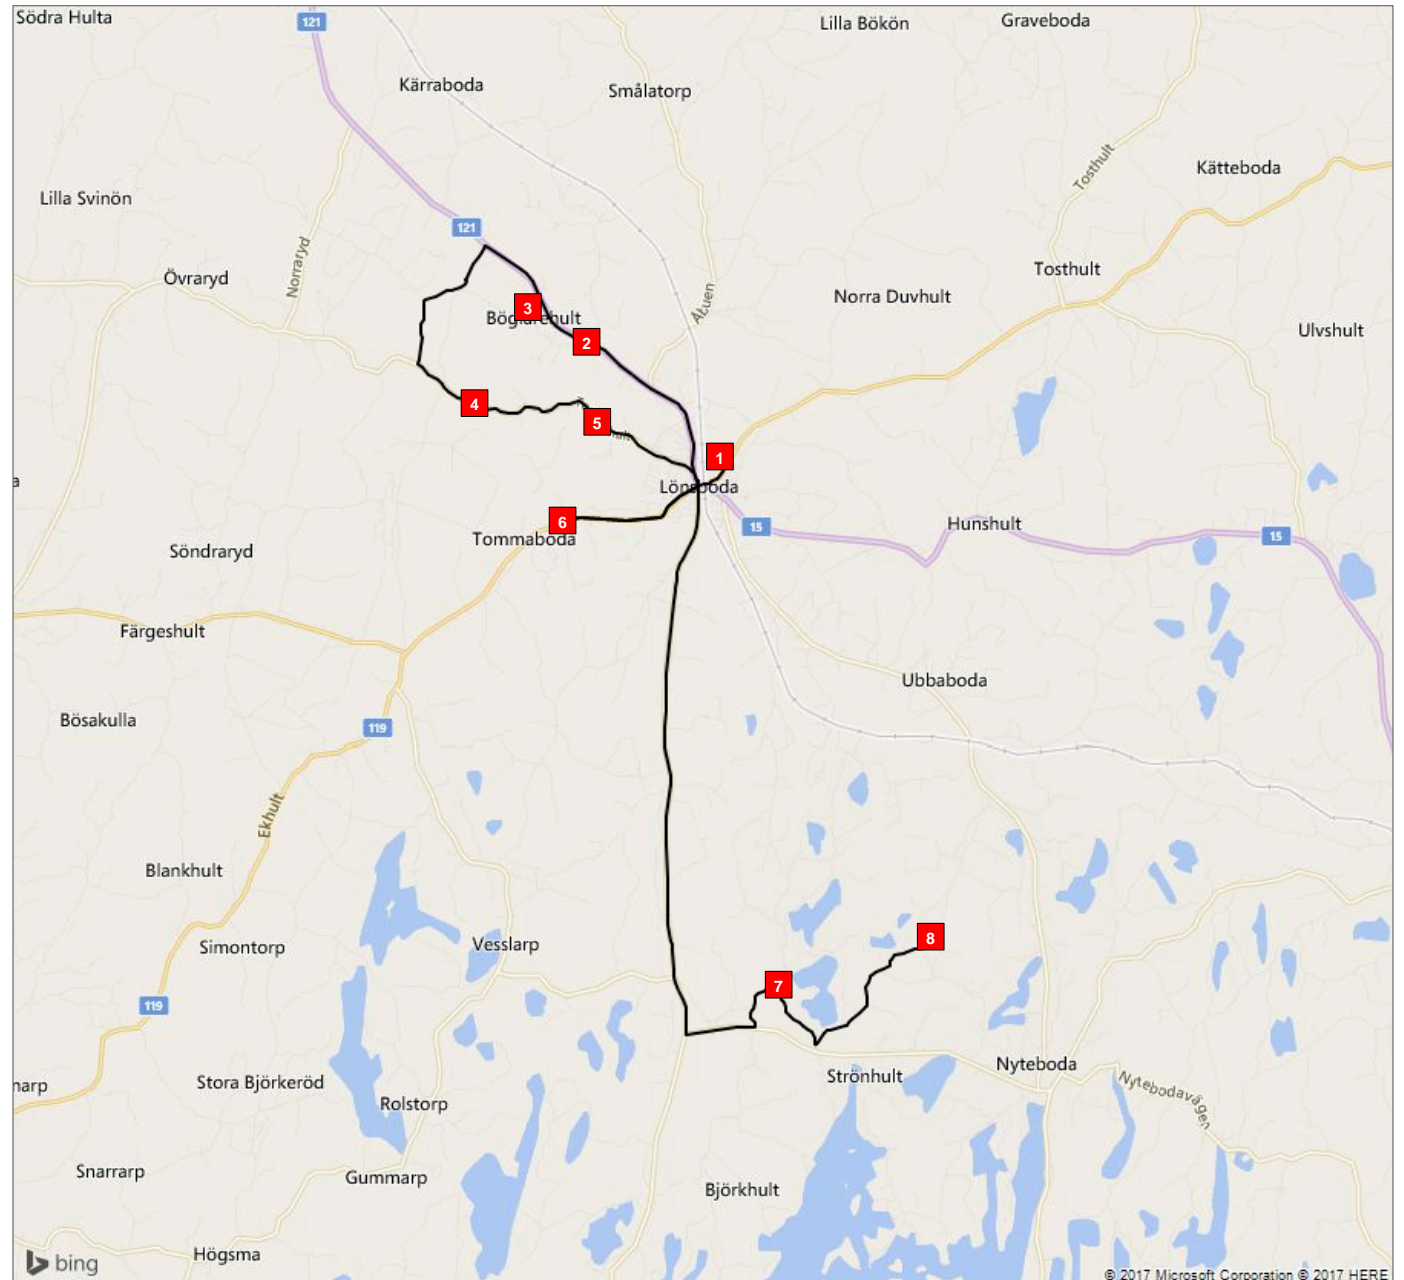 Södra Hulta
121
Lilla Bökön
Graveboda
Kärraboda
Smålatorp
Tosthult
Kätteboda
Lilla Svinön
121
Norraryd
Övraryd
Tosthult
Åbuen
Norra Duvhult
3
2
Ulvshult
4
5
1
Lönsboda
6
15
Hunshult
15
Tommaboda
Söndraryd
Färgeshult
Ubbaboda
Bösakulla
119
Ekhult
Blankhult
8
Vesslarp
Simontorp
7
119
Nyteboda
Strönhult
Stora Björkeröd
narp
Rolstorp
Nytebodavägen
Snarrarp
Gummarp
Björkhult
Högsma
bing
© 2017 Microsoft Corporation © 2017 HERE